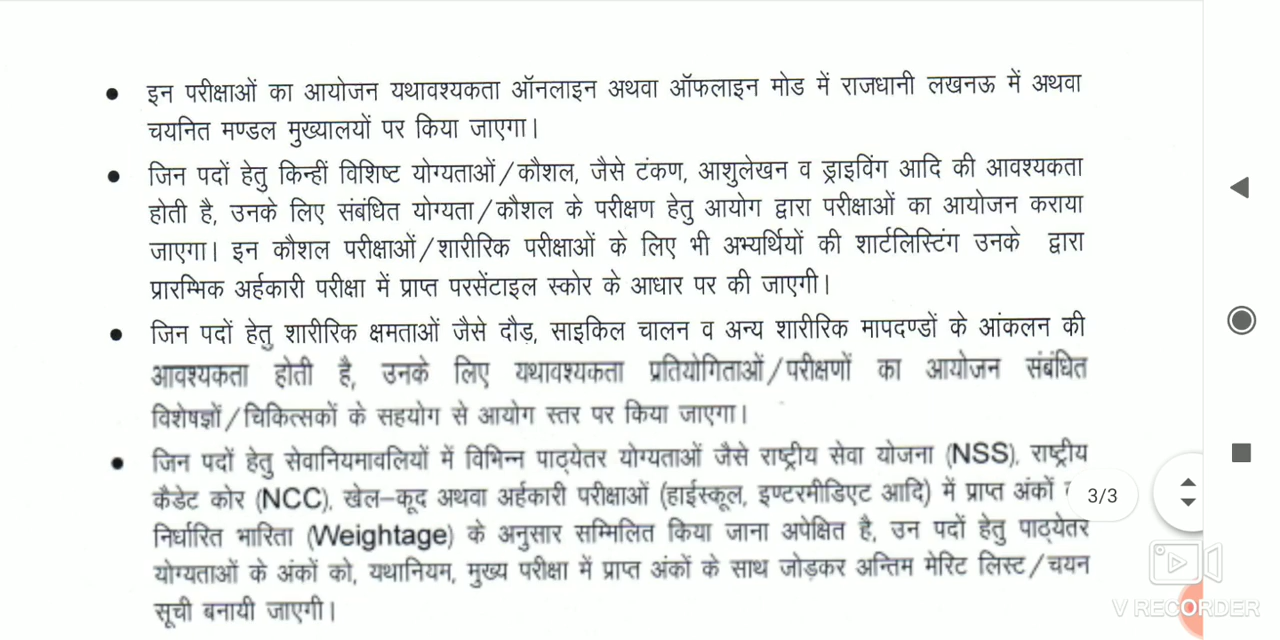 इन परीक्षाओं का आयोजन यथावश्यकता ऑनलाइन अथवा ऑफलाइन मोड में राजधानी लखनऊ में अथवा
चयनित मण्डल मुख्यालयों पर किया जाएगा।
जिन पदों हेतु किन्हीं विशिष्ट योग्यताओं/कौशल, जैसे टंकण, आशुलेखन व ड्राइविंग आदि की आवश्यकता
होती है, उनके लिए संबंधित योग्यता/कौशल के परीक्षण हेतु आयोग द्वारा परीक्षाओं का आयोजन कराया
जाएगा। इन कौशल परीक्षाओं/शारीरिक परीक्षाओं के लिए भी अभ्यर्थियों की शार्टलिस्टिंग उनके द्वारा
प्रारम्भिक अर्हकारी परीक्षा में प्राप्त परसेंटाइल स्कोर के आधार पर की जाएगी।
जिन पदों हेतु शारीरिक क्षमताओं जैसे दौड़, साइकिल चालन व अन्य शारीरिक मापदण्डों के आंकलन की
आवश्यकता होती है, उनके लिए यथावश्यकता प्रतियोगिताओं/परीक्षणों का आयोजन संबंधित
विशेषज्ञों/चिकित्सकों के सहयोग से आयोग स्तर पर किया जाएगा।
जिन पदों हेतु सेवानियमावलियों में विभिन्न पाठ्येतर योग्यताओं जैसे राष्ट्रीय सेवा योजना (NSS), राष्ट्रीय
कैडेट कोर (NCC), खेल-कूद अथवा अर्हकारी परीक्षाओं (हाईस्कूल, इण्टरमीडिएट आदि) में प्राप्त अंकों
3/3
निर्धारित भारिता (Weightage) के अनुसार सम्मिलित किया जाना अपेक्षित है, उन पदों हेतु पाठ्येतर
योग्यताओं के अंकों को, यथानियम, मुख्य परीक्षा में प्राप्त अंकों के साथ जोड़कर अन्तिम मेरिट लिस्ट/चयन
सूची बनायी जाएगी।
V RECORDER